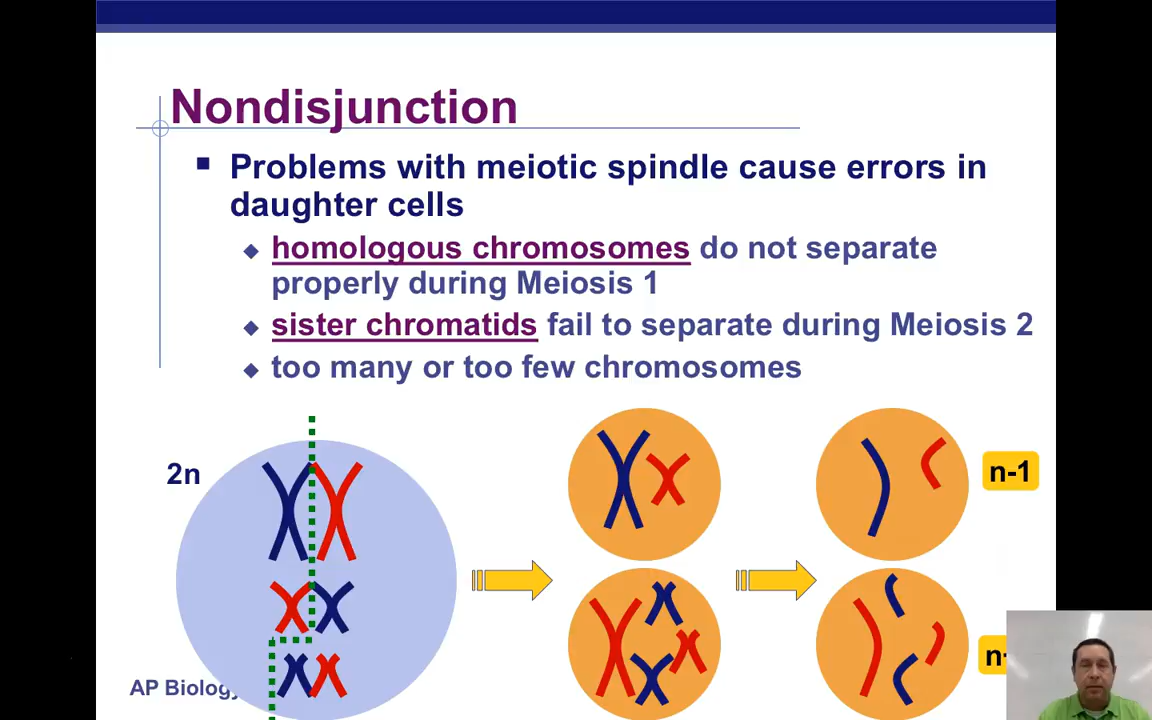 Nondisjunction
Problems with meiotic spindle cause errors in
daughter cells
homologous chromosomes do not separate
properly during Meiosis 1
sister chromatids fail to separate during Meiosis 2
too many or too few chromosomes
2n
n-1
AP Biology